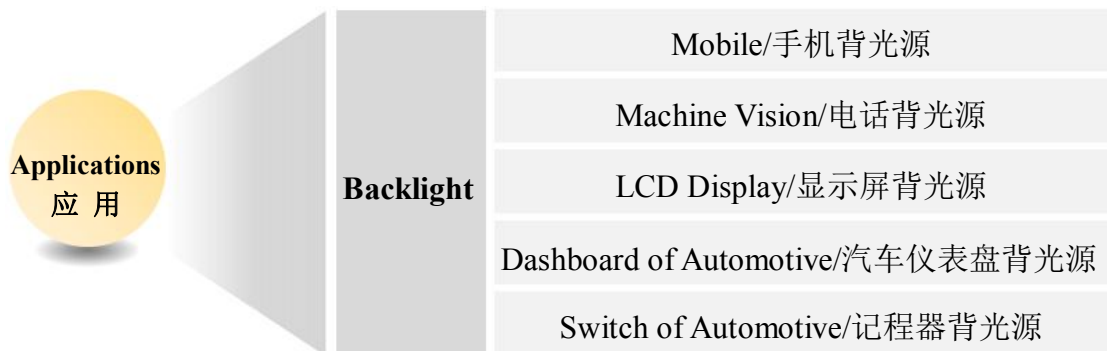 Applications
应 用
Backlight
Mobile/手机背光源
Machine Vision/电话背光源
LCD Display/显示屏背光源
Dashboard of Automotive/汽车仪表盘背光源
Switch of Automotive/记程器背光源